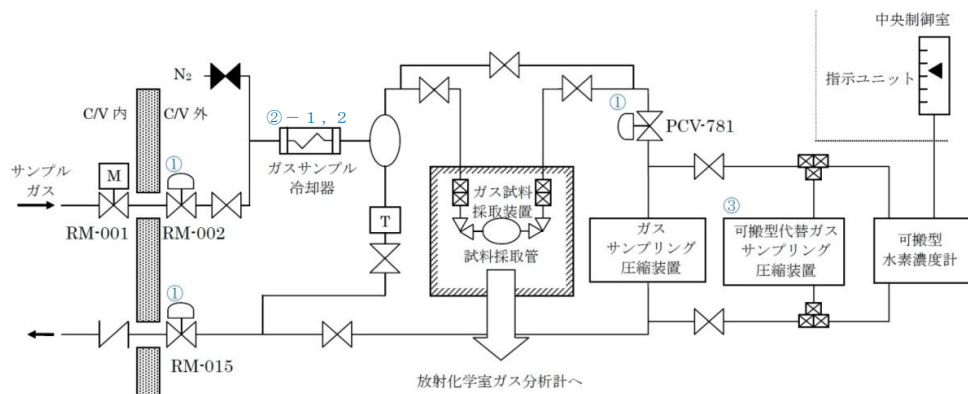 中央制御室
指示ユニット
N₂
C/V 内
C/V 外
②－１，２
ガスサンプル
冷却器
①
PCV-781
サンプル
ガス
M
①
RM-001
RM-002
T
ガス試料
採取装置
試料採取管
ガス
サンプリング
圧縮装置
③
可搬型代替ガス
サンプリング
圧縮装置
可搬型
水素濃度計
①
RM-015
放射化学室ガス分析計へ